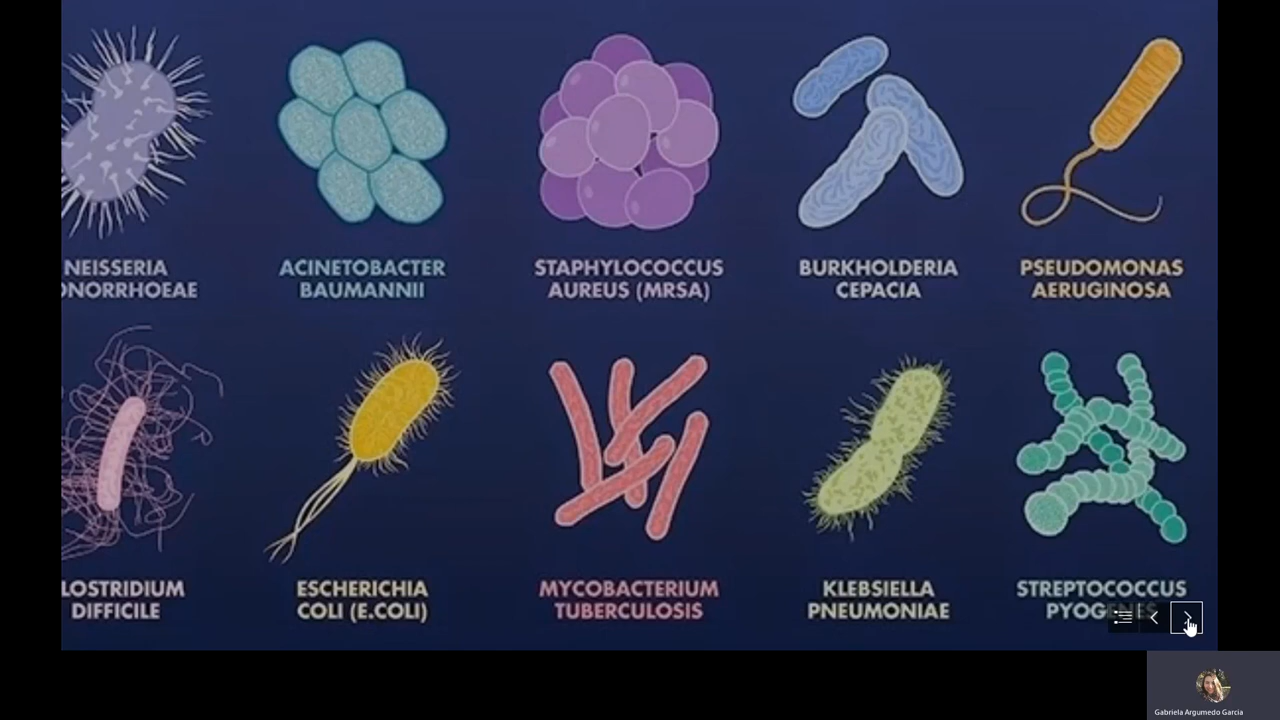 NEISSERIA
ONORRHOEAE
ACINETOBACTER
BAUMANNII
STAPHYLOCOCCUS
AUREUS (MRSA)
BURKHOLDERIA
CEPACIA
PSEUDOMONAS
AERUGINOSA
LOSTRIDIUM
DIFFICILE
ESCHERICHIA
COLI (E.COLI)
MYCOBACTERIUM
TUBERCULOSIS
KLEBSIELLA
PNEUMONIAE
STREPTOCOCCUS
PYOGENES
Gabriela Argumedo Garcia